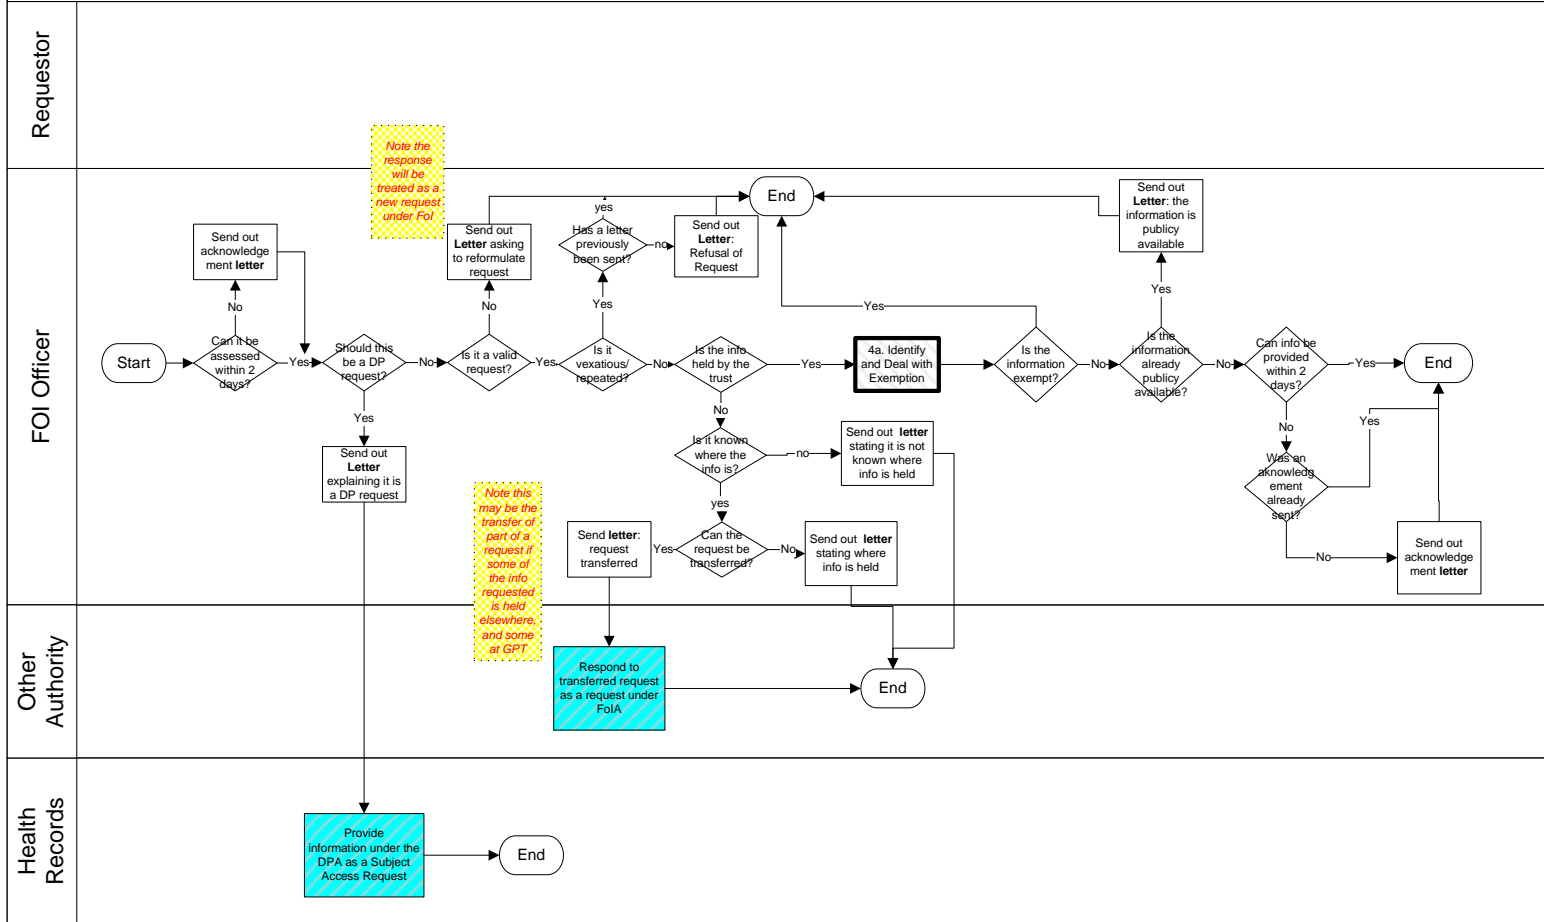 Requestor
Note the
response
will be
treated as a
new request
under FoI
FOI Officer
Start
Can it be
assessed
within 2
days?
No
Send out
acknowledge
ment letter
Yes
Should this
be a DP
request?
Yes
Send out
Letter
explaining it is
a DP request
No
Is it a valid
request?
No
Send out
Letter asking
to reformulate
request
Yes
Is it
vexatious/
repeated?
Yes
Has a letter
previously
been sent?
yes
no
Send out
Letter:
Refusal of
Request
End
No
Is the info
held by the
trust
No
Is it known
where the
info is?
no
Send out letter
stating it is not
known where
info is held
yes
Can the
request be
transferred?
Yes
Send letter:
request
transferred
No
Send out letter
stating where
info is held
Note this
may be the
transfer of
part of a
request if
some of
the info
requested
is held
elsewhere,
and some
at GPT
Yes
4a. Identify
and Deal with
Exemption
Is the
information
exempt?
Yes
No
Is the
information
already
publicy
available?
Yes
Send out
Letter: the
information is
publicy
available
No
Can info be
provided
within 2
days?
Yes
End
No
Was an
aknowledg
ement
already
sent?
Yes
No
Send out
acknowledge
ment letter
Other
Authority
Respond to
transferred request
as a request under
FoIA
End
Health
Records
Provide
information under the
DPA as a Subject
Access Request
End